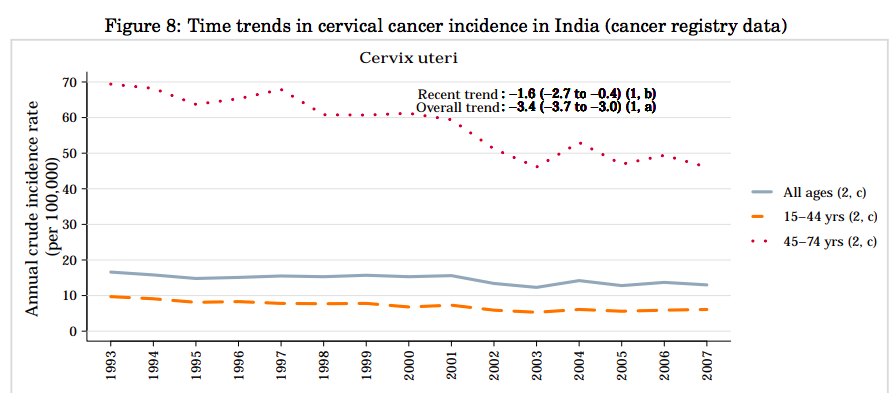 Figure 8: Time trends in cervical cancer incidence in India (cancer registry data)
Cervix uteri
Recent trend : −1.6 (−2.7 to −0.4) (1, b)
Overall trend: −3.4 (−3.7 to −3.0) (1, a)
Annual crude incidence rate
(per 100,000)
70
60
50
40
30
20
10
0
All ages (2, c)
15–44 yrs (2, c)
45–74 yrs (2, c)
1993
1994
1995
1996
1997
1998
1999
2000
2001
2002
2003
2004
2005
2006
2007